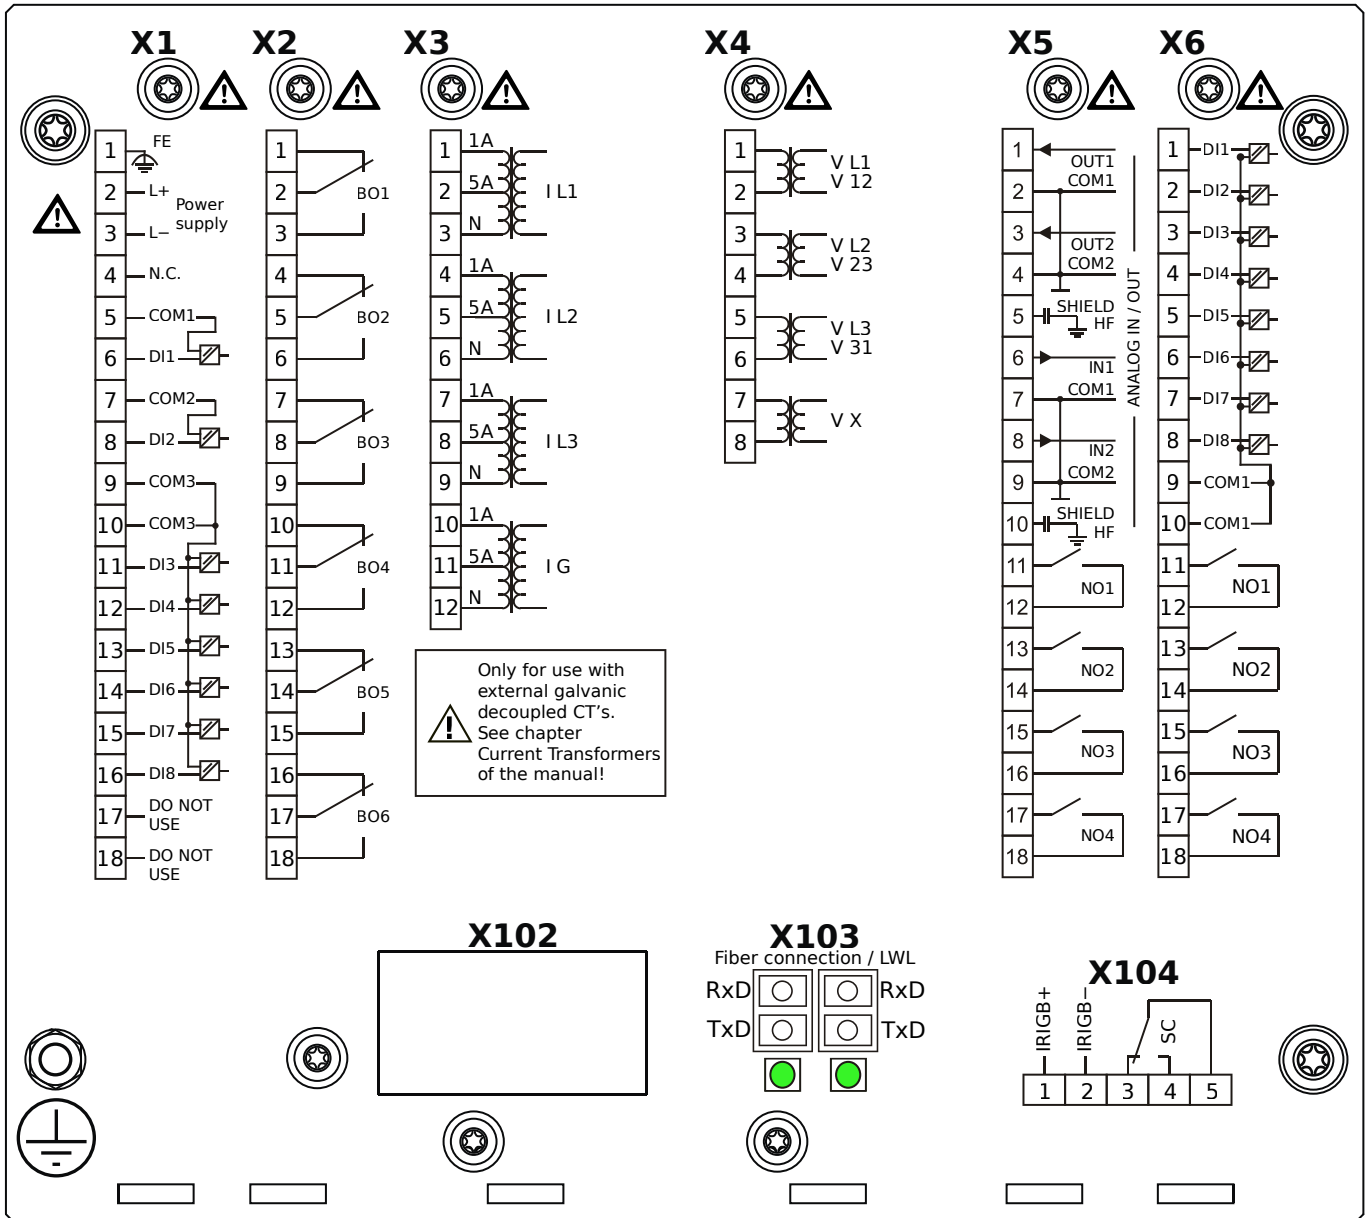 X1 X2 X3 X4 X5 X6
1 FE
2 L+
Power
supply
3 L−
4 N.C.
5 COM1
6 DI1
7 COM2
8 DI2
9 COM3
10 COM3
11 DI3
12 DI4
13 DI5
14 DI6
15 DI7
16 DI8
17 DO NOT
USE
18 DO NOT
USE
1
2 BO1
3
4
5 BO2
6
7
8 BO3
9
10
11 BO4
12
13
14 BO5
15
16
17 BO6
18
1 1A
2 5A I L1
3 N
4 1A
5 5A I L2
6 N
7 1A
8 5A I L3
9 N
10 1A
11 5A I G
12 N
Only for use with
external galvanic
decoupled CT's.
See chapter
Current Transformers
of the manual!
1 V L1
2 V 12
3 V L2
4 V 23
5 V L3
6 V 31
7 V X
8
1 OUT1
2 COM1
3 OUT2
4 COM2
5 SHIELD
HF
6 IN1
7 COM1
8 IN2
9 COM2
10 SHIELD
HF
ANALOG IN / OUT
11
NO1
12
13
NO2
14
15
NO3
16
17
NO4
18
1 DI1
2 DI2
3 DI3
4 DI4
5 DI5
6 DI6
7 DI7
8 DI8
9 COM1
10 COM1
11
NO1
12
13
NO2
14
15
NO3
16
17
NO4
18
X102
X103
Fiber connection / LWL
RxD RxD
TxD TxD
X104
IRIGB+
IRIGB−
SC
1 2 3 4 5